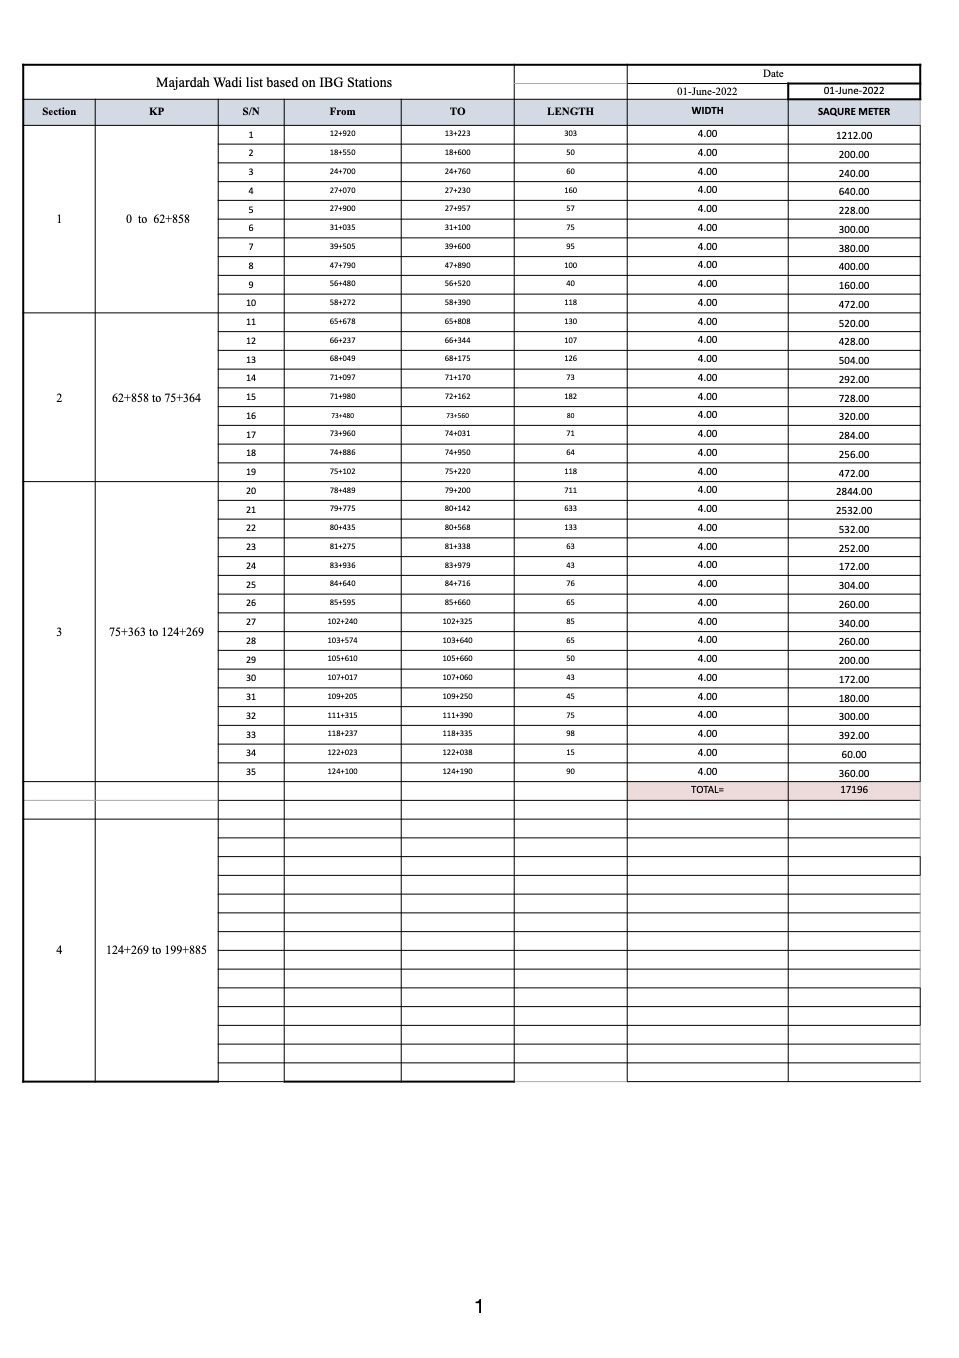 Majardah Wadi list based on IBG Stations Date
01-June-2022 01-June-2022
Section KP S/N From TO LENGTH WIDTH SAQURE METER
1 12+920 13+223 303 4.00 1212.00
2 18+550 18+600 50 4.00 200.00
3 24+700 24+760 60 4.00 240.00
4 27+070 27+230 160 4.00 640.00
1 0 to 62+858 5 27+900 27+957 57 4.00 228.00
6 31+035 31+100 75 4.00 300.00
7 39+505 39+600 95 4.00 380.00
8 47+790 47+890 100 4.00 400.00
9 56+480 56+520 40 4.00 160.00
10 58+272 58+390 118 4.00 472.00
11 65+678 65+808 130 4.00 520.00
12 66+237 66+344 107 4.00 428.00
13 68+049 68+175 126 4.00 504.00
14 71+097 71+170 73 4.00 292.00
2 62+858 to 75+364 15 71+980 72+162 182 4.00 728.00
16 73+480 73+560 80 4.00 320.00
17 73+960 74+031 71 4.00 284.00
18 74+886 74+950 64 4.00 256.00
19 75+102 75+220 118 4.00 472.00
20 78+489 79+200 711 4.00 2844.00
21 79+775 80+142 633 4.00 2532.00
22 80+435 80+568 133 4.00 532.00
23 81+275 81+338 63 4.00 252.00
24 83+936 83+979 43 4.00 172.00
25 84+640 84+716 76 4.00 304.00
26 85+595 85+660 65 4.00 260.00
27 102+240 102+325 85 4.00 340.00
3 75+363 to 124+269 28 103+574 103+640 65 4.00 260.00
29 105+610 105+660 50 4.00 200.00
30 107+017 107+060 43 4.00 172.00
31 109+205 109+250 45 4.00 180.00
32 111+315 111+390 75 4.00 300.00
33 118+237 118+335 98 4.00 392.00
34 122+023 122+038 15 4.00 60.00
35 124+100 124+190 90 4.00 360.00
TOTAL= 17196
4 124+269 to 199+885
1